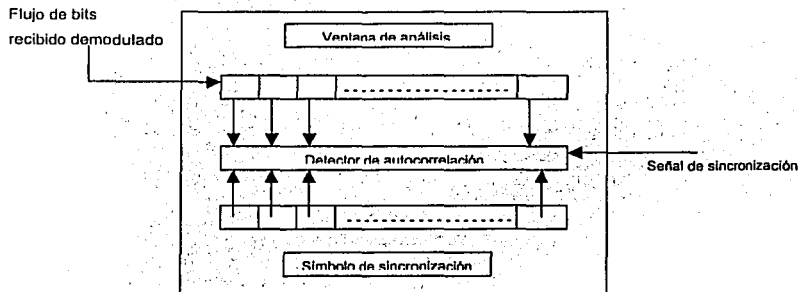 Flujo de bits
recibido demodulado
Ventana de análisis
Detector de autocorrelación
Señal de sincronización
Símbolo de sincronización